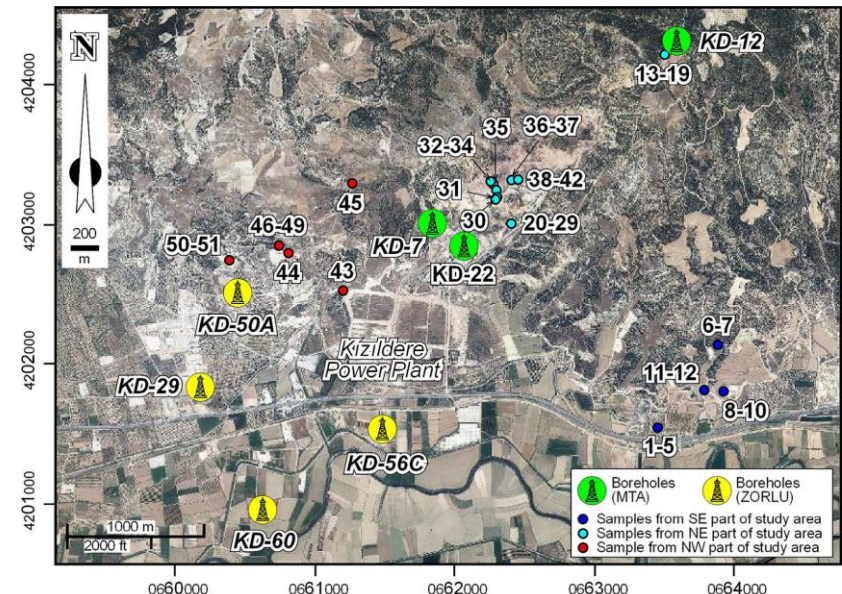 N
200
m
KD-12
13-19
36-37
35
32-34
38-42
31
30
20-29
45
46-49
50-51
44
43
KD-7
KD-22
KD-50A
6-7
11-12
8-10
1-5
Kızıldere
Power Plant
KD-29
KD-56C
KD-60
1000 m
2000 ft
Boreholes
(MTA)
Boreholes
(ZORLU)
Samples from SE part of study area
Samples from NE part of study area
Sample from NW part of study area
4204000
4203000
4202000
4201000
0660000
0661000
0662000
0663000
0664000